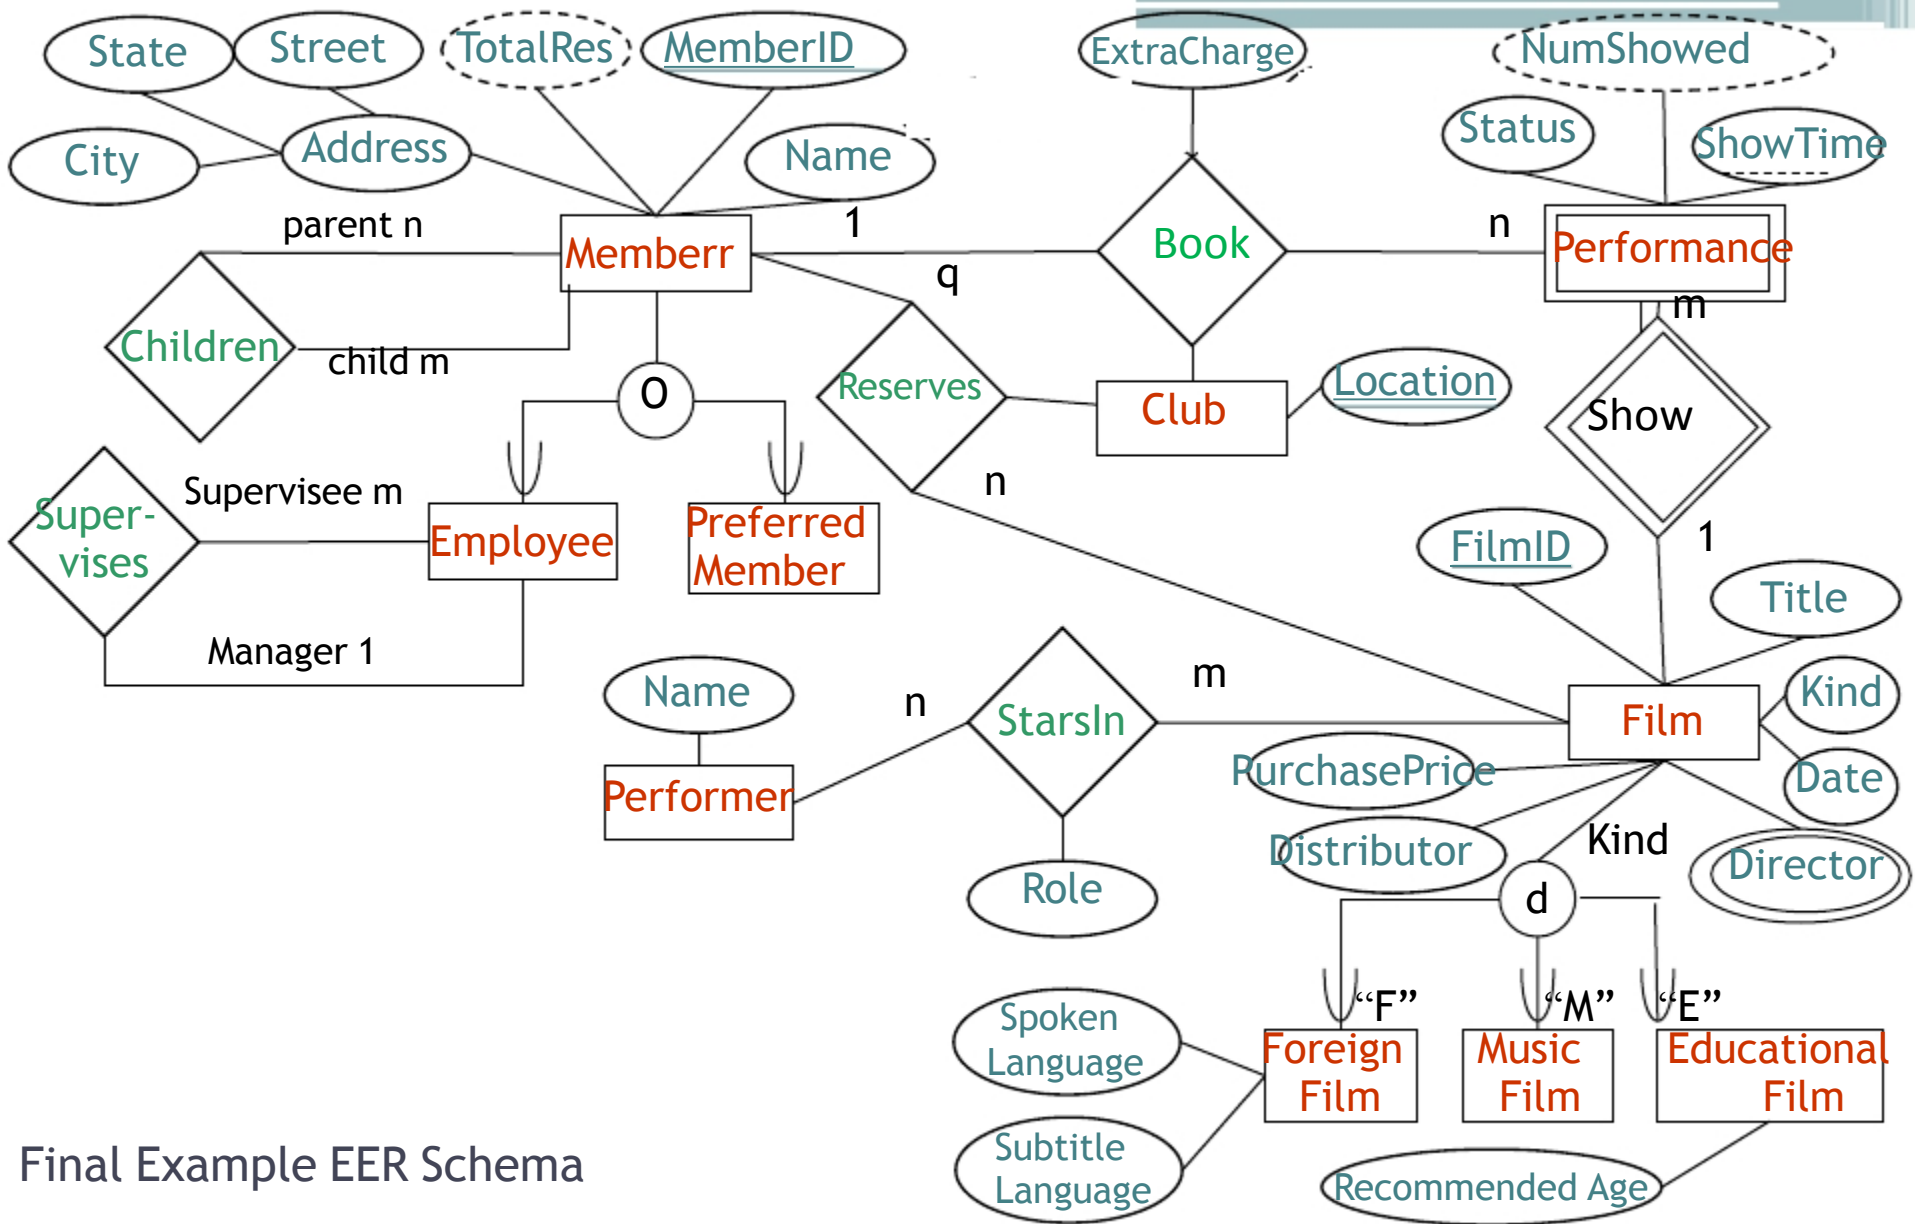 State
Street
TotalRes
MemberID
ExtraCharge
NumShowed
City
Address
Name
Status
ShowTime
parent n
Memberr
1
q
Book
n
Performance
m
Children
child m
O
Reserves
Club
Location
Show
Super-
vises
Supervisee m
Employee
Preferred
Member
n
FilmID
1
Title
Manager 1
Name
n
StarsIn
m
Film
Kind
Performer
PurchasePrice
Date
Distributor
Kind
Director
Role
d
Spoken
Language
"F"
"M"
"E"
Foreign
Film
Music
Film
Educational
Film
Subtitle
Language
Recommended Age
Final Example EER Schema